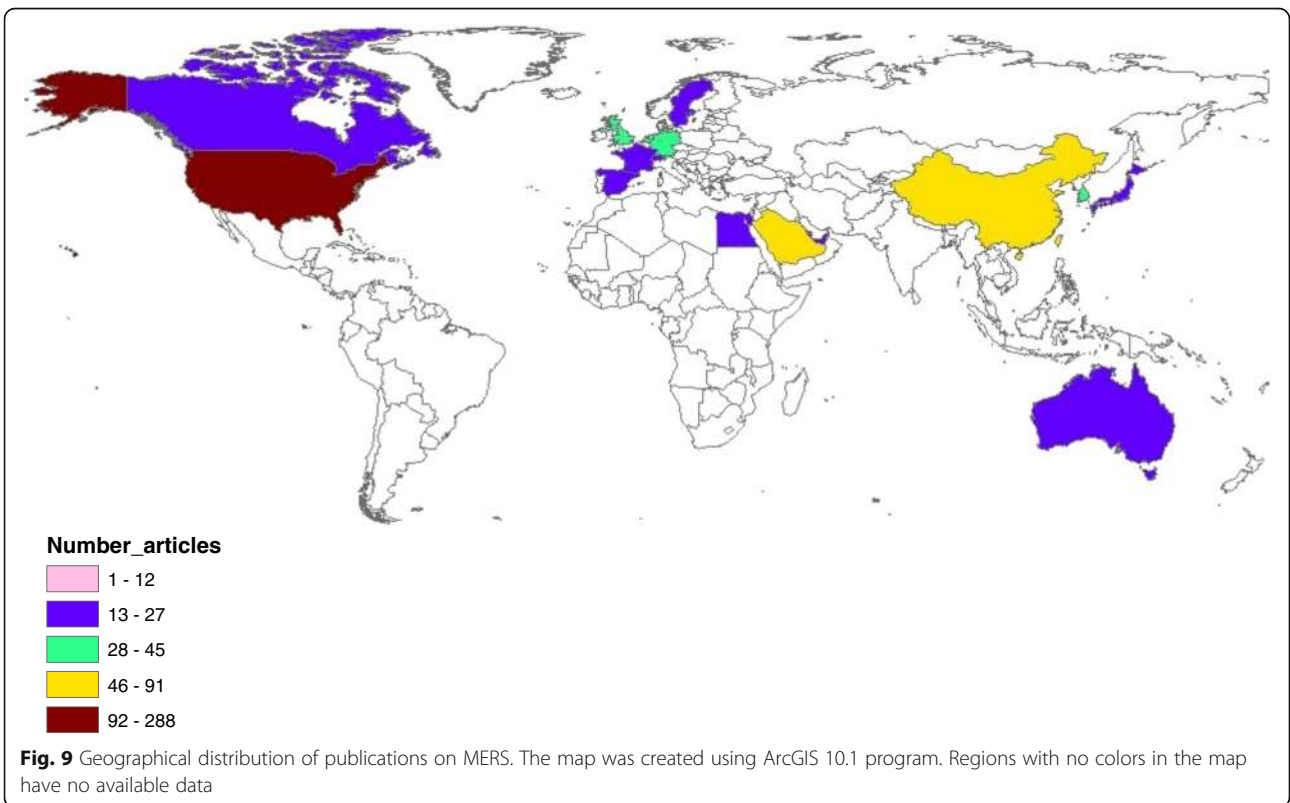 Number_articles
1 - 12
13 - 27
28 - 45
46 - 91
92 - 288
Fig. 9 Geographical distribution of publications on MERS. The map was created using ArcGIS 10.1 program. Regions with no colors in the map
have no available data